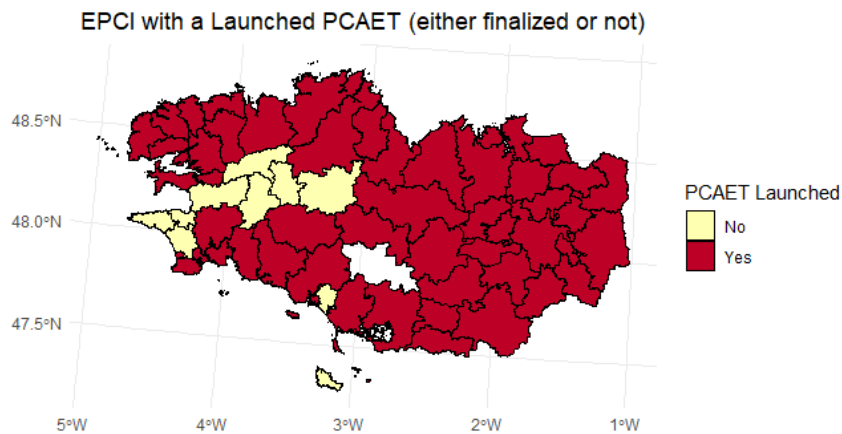 EPCI with a Launched PCAET (either finalized or not)
48.5°N
48.0°N
47.5°N
5°W
4°W
3°W
2°W
1°W
PCAET Launched
No
Yes